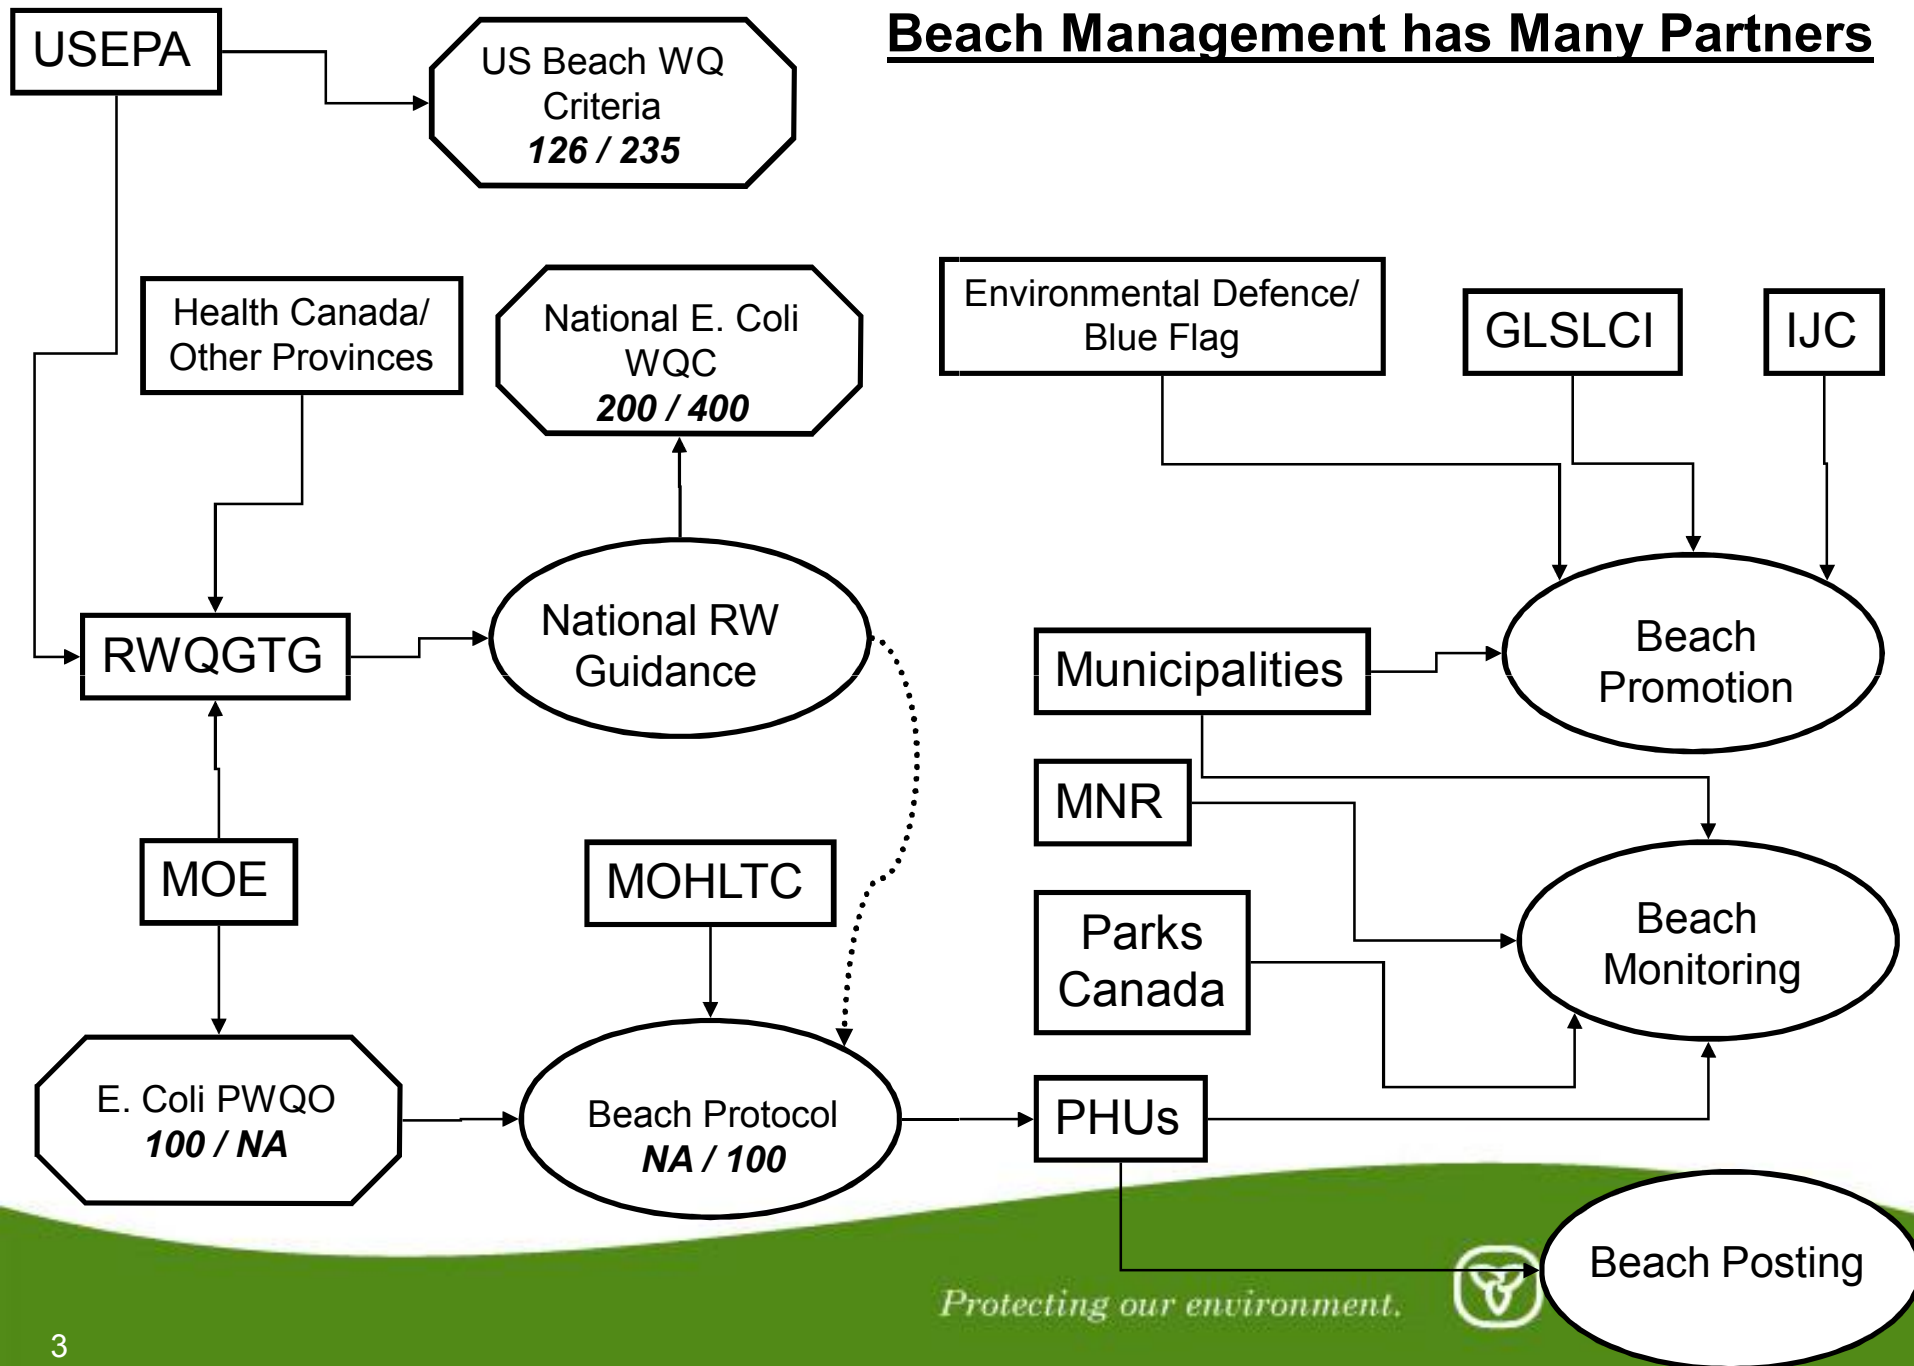 Beach Management has Many Partners
USEPA
US Beach WQ
Criteria
126 / 235
Health Canada/
Other Provinces
National E. Coli
WQC
200 / 400
Environmental Defence/
Blue Flag
GLSLCI
IJC
RWQGTG
National RW
Guidance
Municipalities
Beach
Promotion
MNR
MOE
MOHLTC
Parks
Canada
Beach
Monitoring
E. Coli PWQO
100 / NA
Beach Protocol
NA / 100
PHUs
Beach Posting
Protecting our environment.
3